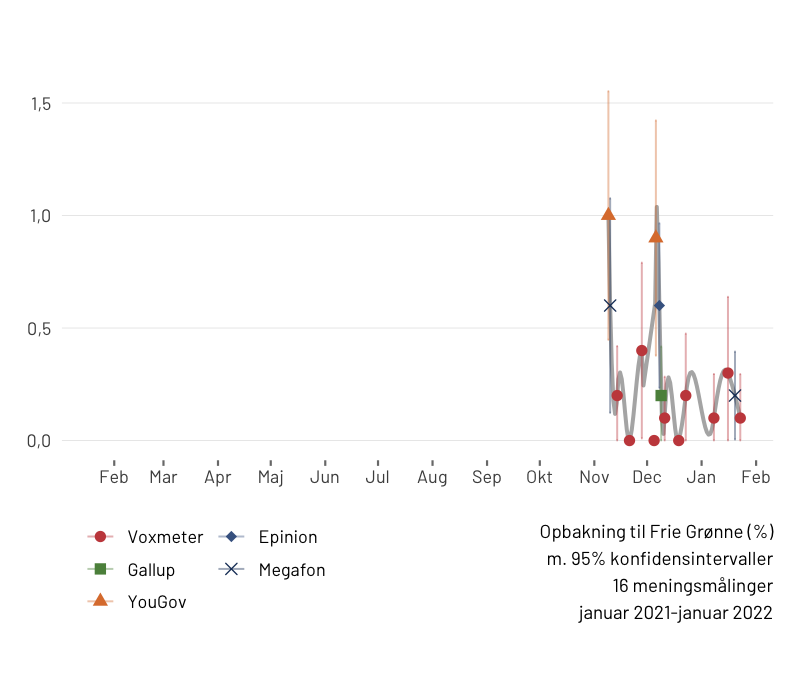 1,5
1,0
0,5
0,0
Feb Mar Apr Maj Jun Jul Aug Sep Okt Nov Dec Jan Feb
Voxmeter Epinion
Gallup Megafon
YouGov
Opbakning til Frie Grønne (%)
m. 95% konfidensintervaller
16 meningsmålinger
januar 2021-januar 2022